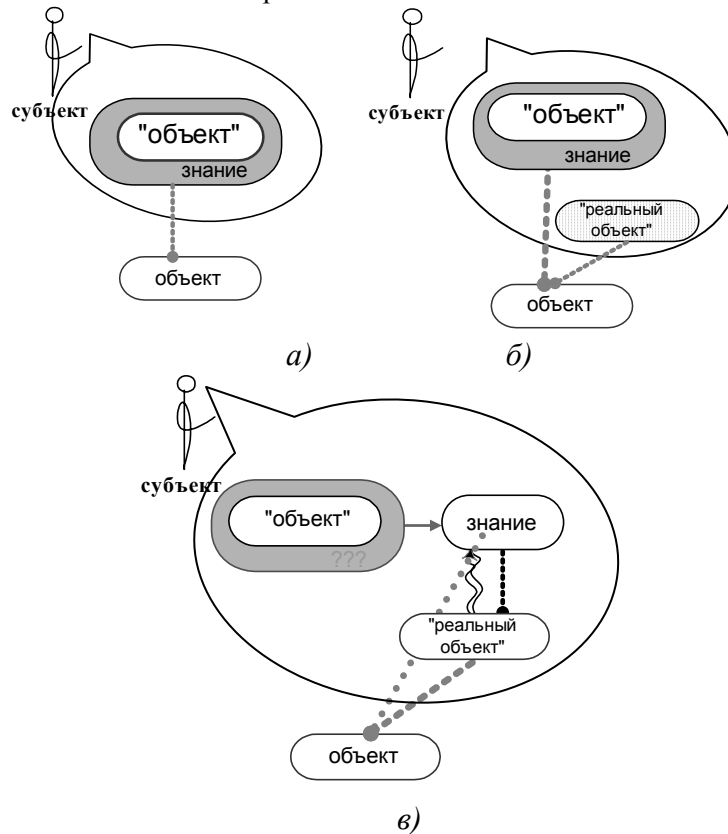 субъект
"объект"
знание
объект
а)
субъект
"объект"
знание
"реальный
объект"
объект
б)
субъект
"объект"
???
знание
"реальный
объект"
объект
в)